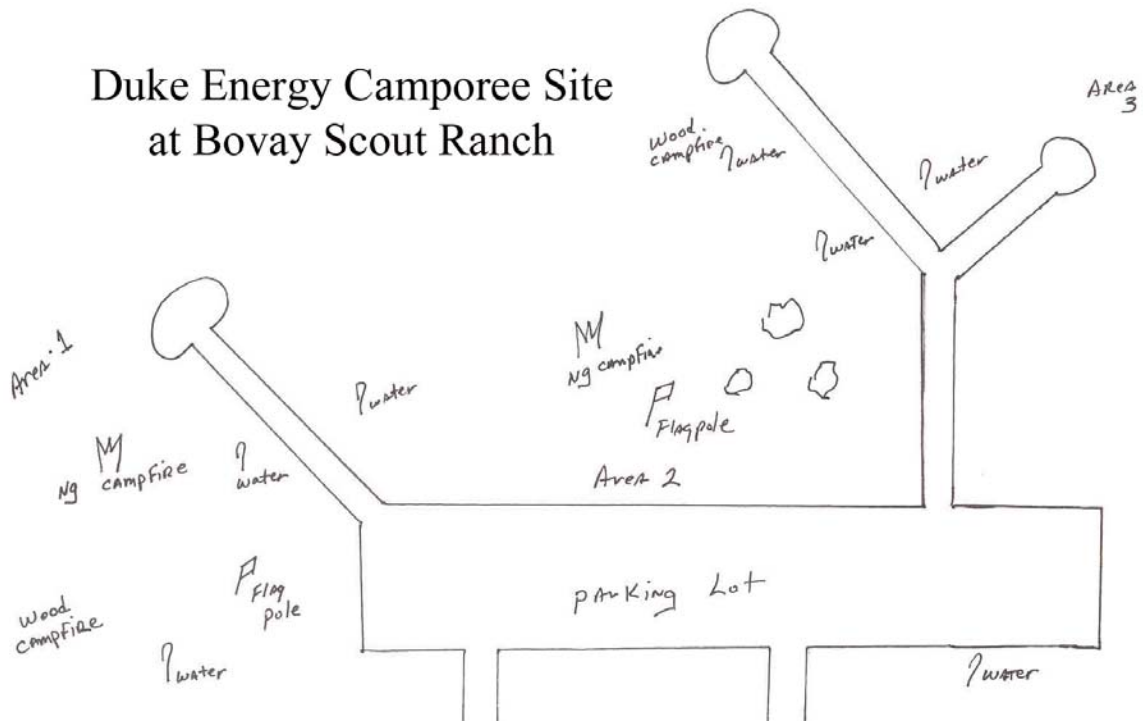 Duke Energy Camporee Site
at Bovay Scout Ranch
Area
3
wood
campfire
water
water
water
Area 1
Ng campfire
water
Flagpole
Area 2
Ng campfire
water
Flag
pole
parking Lot
wood
campfire
water
water